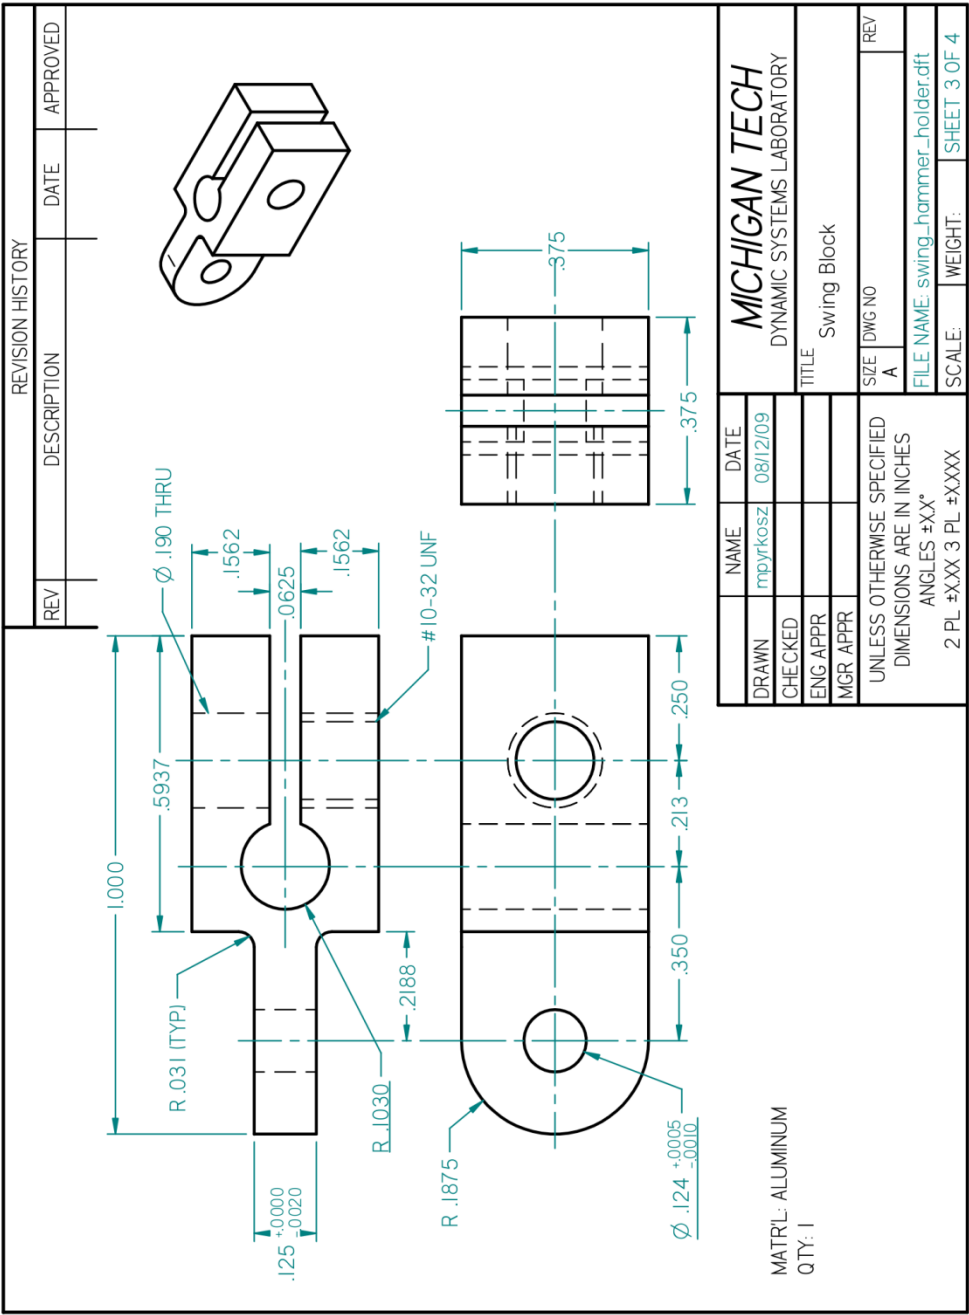 REVISION HISTORY
REV
DESCRIPTION
DATE
APPROVED
1.000
.5937
Ø .190 THRU
.1562
.0625
.1562
R .031 (TYP)
.125 +.0000
-.0020
R .1030
.2188
#10-32 UNF
R .1875
.350
.213
.250
Ø .124 +.0005
-.0010
.375
.375
MATR'L: ALUMINUM
QTY: 1
NAME
DATE
DRAWN
mpyrkosz
08/12/09
CHECKED
ENG APPR
MGR APPR
UNLESS OTHERWISE SPECIFIED
DIMENSIONS ARE IN INCHES
ANGLES ±X.X°
2 PL ±X.XX 3 PL ±X.XXX
MICHIGAN TECH
DYNAMIC SYSTEMS LABORATORY
TITLE
Swing Block
SIZE
A
DWG NO
REV
FILE NAME: swing_hammer_holder.dft
SCALE:
WEIGHT:
SHEET 3 OF 4